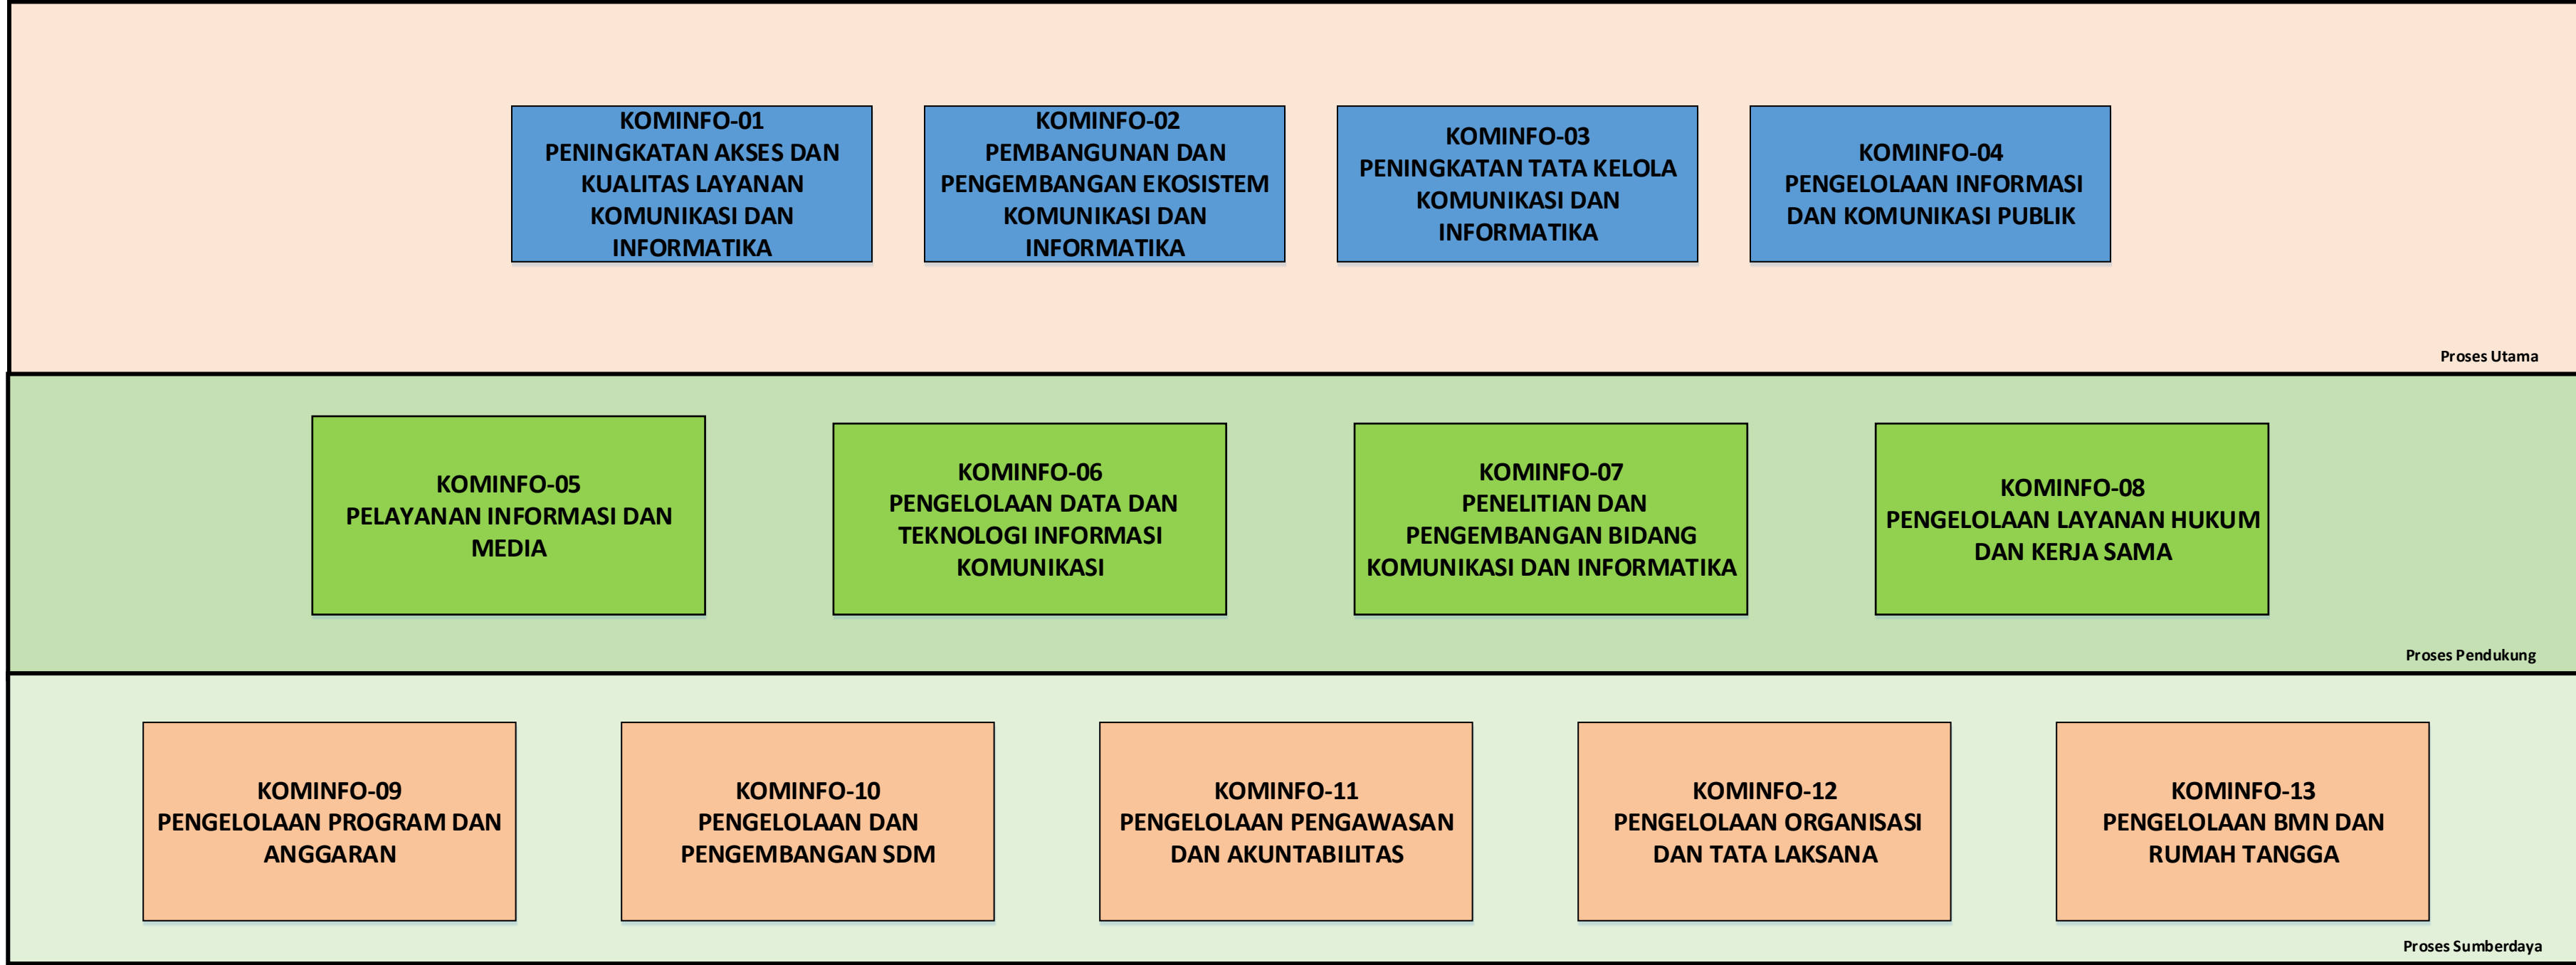 KOMINFO-01
PENINGKATAN AKSES DAN
KUALITAS LAYANAN
KOMUNIKASI DAN
INFORMATIKA
KOMINFO-02
PEMBANGUNAN DAN
PENGEMBANGAN EKOSISTEM
KOMUNIKASI DAN
INFORMATIKA
KOMINFO-03
PENINGKATAN TATA KELOLA
KOMUNIKASI DAN
INFORMATIKA
KOMINFO-04
PENGELOLAAN INFORMASI
DAN KOMUNIKASI PUBLIK
Proses Utama
KOMINFO-05
PELAYANAN INFORMASI DAN
MEDIA
KOMINFO-06
PENGELOLAAN DATA DAN
TEKNOLOGI INFORMASI
KOMUNIKASI
KOMINFO-07
PENELITIAN DAN
PENGEMBANGAN BIDANG
KOMUNIKASI DAN INFORMATIKA
KOMINFO-08
PENGELOLAAN LAYANAN HUKUM
DAN KERJA SAMA
Proses Pendukung
KOMINFO-09
PENGELOLAAN PROGRAM DAN
ANGGARAN
KOMINFO-10
PENGELOLAAN DAN
PENGEMBANGAN SDM
KOMINFO-11
PENGELOLAAN PENGAWASAN
DAN AKUNTABILITAS
KOMINFO-12
PENGELOLAAN ORGANISASI
DAN TATA LAKSANA
KOMINFO-13
PENGELOLAAN BMN DAN
RUMAH TANGGA
Proses Sumberdaya